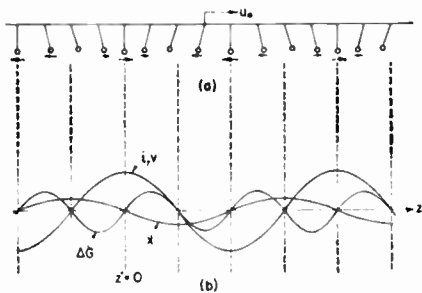 u₀
(a)
i, v
z
ΔG
x
z = 0
(b)